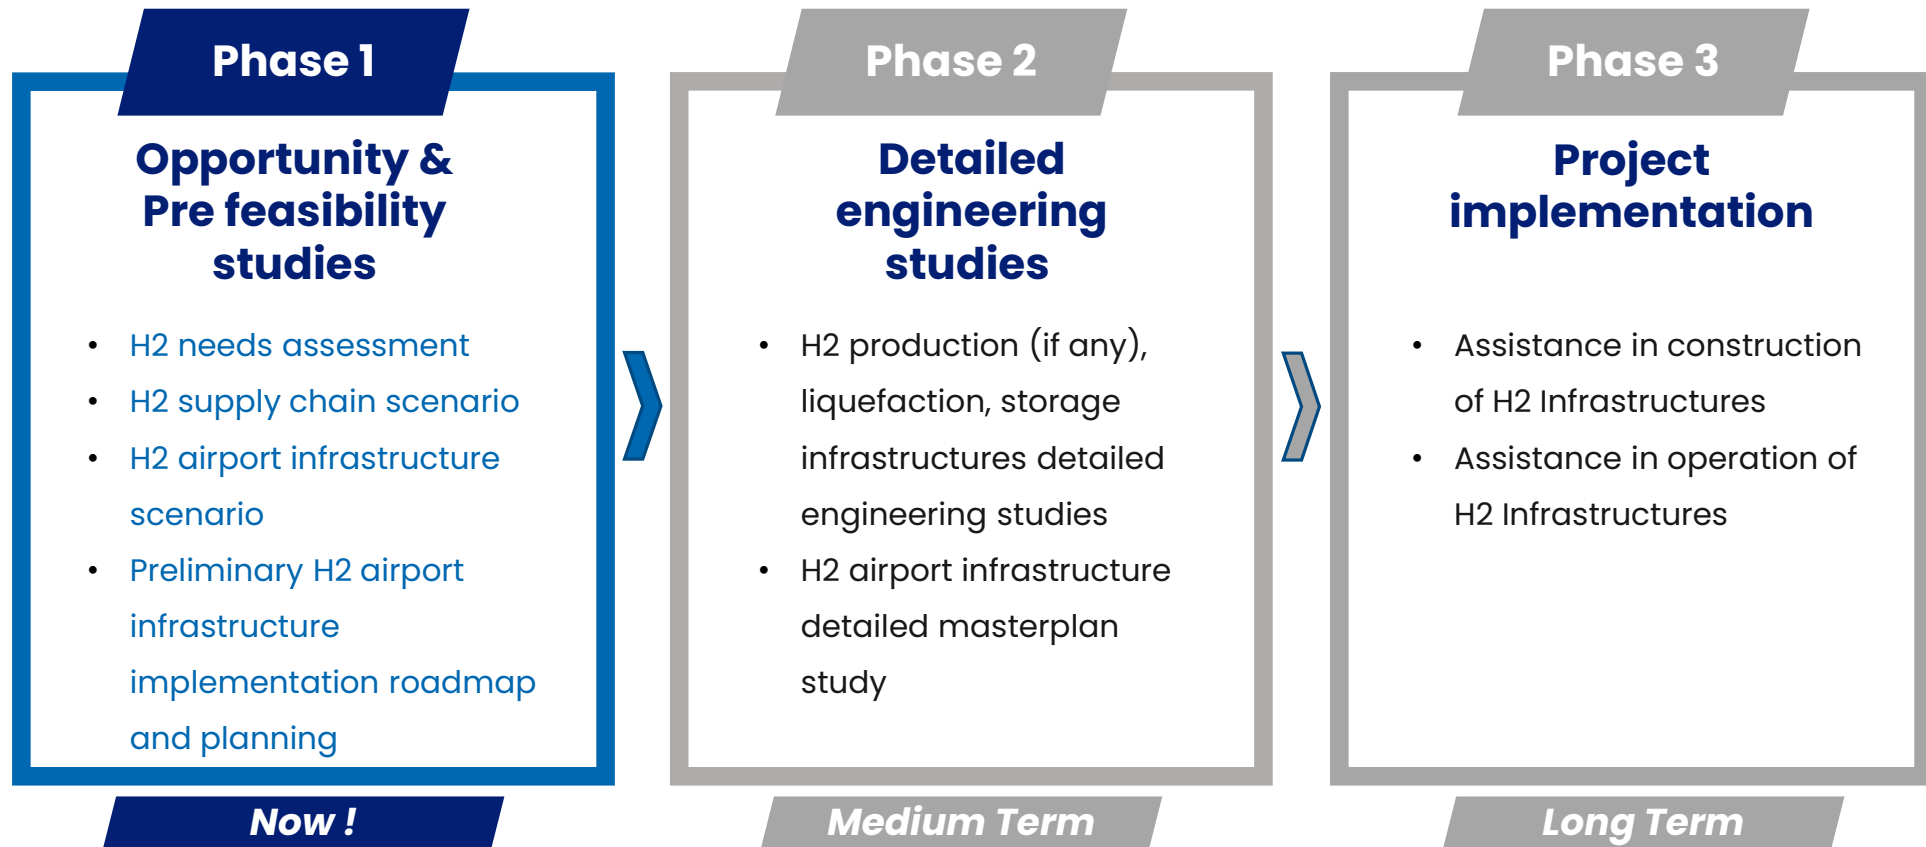 Phase 1
Opportunity &
Pre feasibility
studies
• H2 needs assessment
• H2 supply chain scenario
• H2 airport infrastructure
scenario
• Preliminary H2 airport
infrastructure
implementation roadmap
and planning
Now !
Phase 2
Detailed
engineering
studies
• H2 production (if any),
liquefaction, storage
infrastructures detailed
engineering studies
• H2 airport infrastructure
detailed masterplan
study
Medium Term
Phase 3
Project
implementation
• Assistance in construction
of H2 Infrastructures
• Assistance in operation of
H2 Infrastructures
Long Term